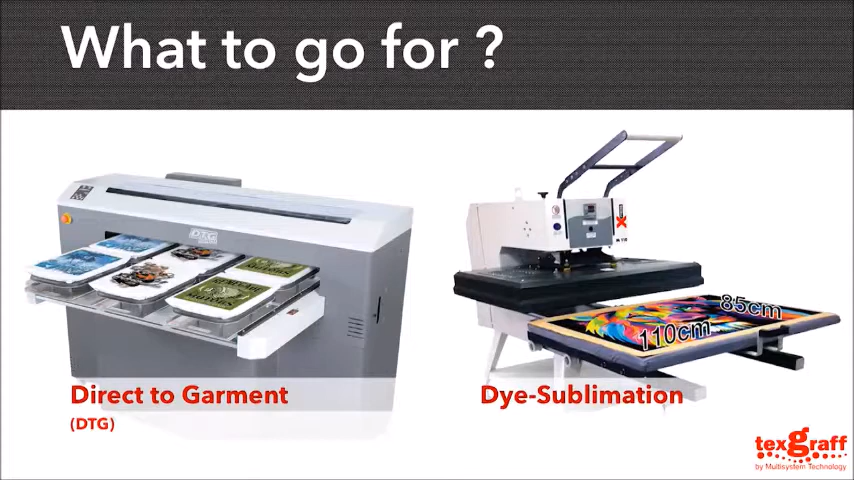 What to go for ?
DTG
85cm
110cm
Direct to Garment
(DTG)
Dye-Sublimation
texgraff
by Multisystem Technology